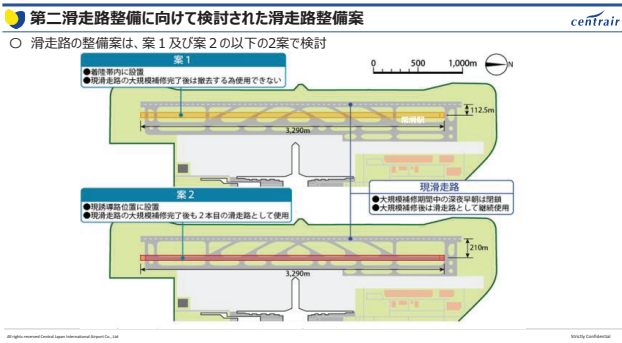 第二滑走路整備に向けて検討された滑走路整備案
centrair
○ 滑走路の整備案は、案１及び案２の以下の2案で検討
案１
●着陸帯内に設置
●現滑走路の大規模補修完了後は撤去する為使用できない
0 500 1,000m N
112.5m
3,290m
案２
●現誘導路位置に設置
●現滑走路の大規模補修完了後も２本目の滑走路として使用
現滑走路
●大規模補修期間中の深夜早朝は閉鎖
●大規模補修後は滑走路として継続使用
210m
3,290m
All rights reserved Central Japan International Airport Co., Ltd
Strictly Confidential